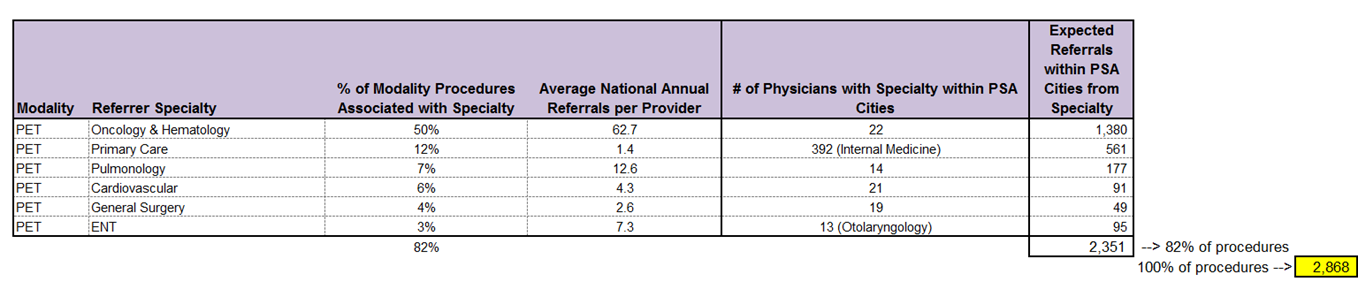 Modality Referrer Specialty % of Modality Procedures Associated with Specialty Average National Annual Referrals per Provider # of Physicians with Specialty within PSA Cities Expected Referrals within PSA Cities from Specialty
PET Oncology & Hematology 50% 62.7 22 1,380
PET Primary Care 12% 1.4 392 (Internal Medicine) 561
PET Pulmonology 7% 12.6 14 177
PET Cardiovascular 6% 4.3 21 91
PET General Surgery 4% 2.6 19 49
PET ENT 3% 7.3 13 (Otolaryngology) 95
82% 2,351 --> 82% of procedures
100% of procedures --> 2,868